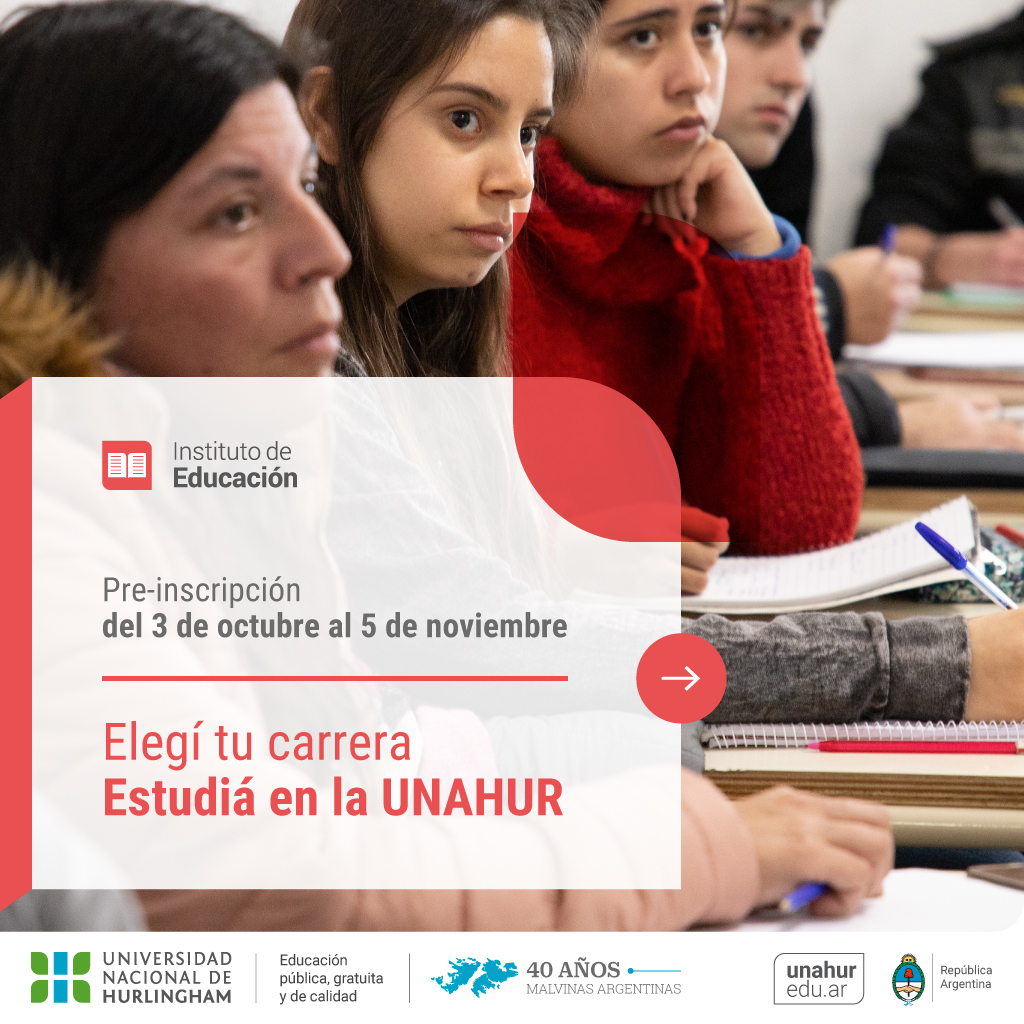 Instituto de
Educación
Pre-inscripción
del 3 de octubre al 5 de noviembre
Elegí tu carrera
Estudiá en la UNAHUR
UNIVERSIDAD
NACIONAL DE
HURLINGHAM
Educación
pública, gratuita
y de calidad
40 AÑOS
MALVINAS ARGENTINAS
unahur
edu.ar
República
Argentina